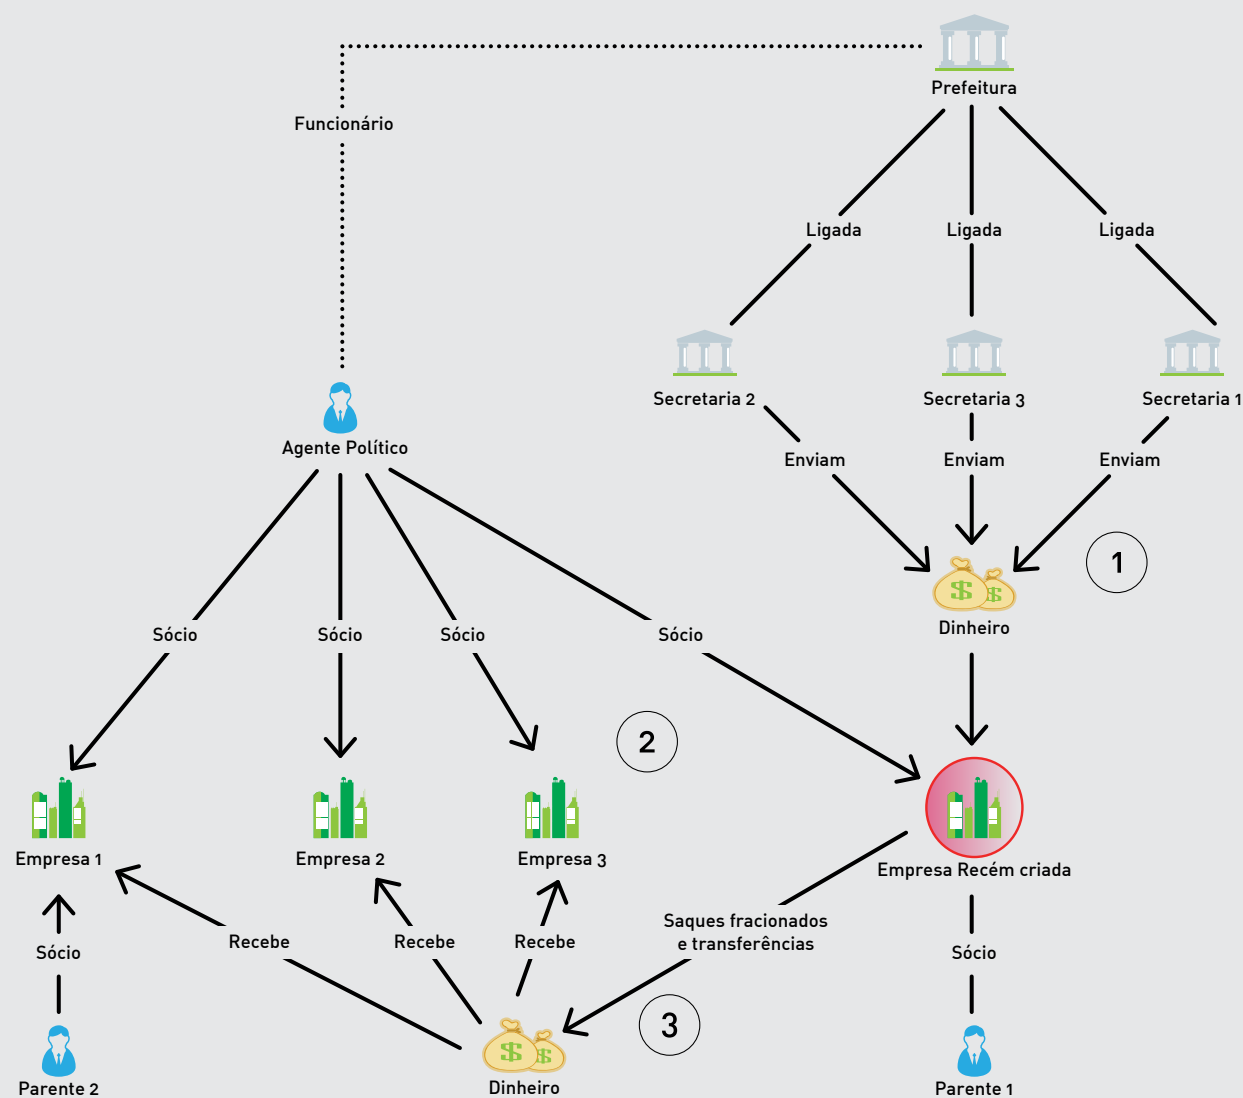 Prefeitura
Funcionário
Ligada
Ligada
Ligada
Secretaria 2
Secretaria 3
Secretaria 1
Agente Político
Enviam
Enviam
Enviam
1
Dinheiro
Sócio
Sócio
Sócio
Sócio
2
Empresa 1
Empresa 2
Empresa 3
Empresa Recém criada
Saques fracionados
e transferências
Recebe
Recebe
Recebe
Sócio
Sócio
3
Parente 2
Dinheiro
Parente 1